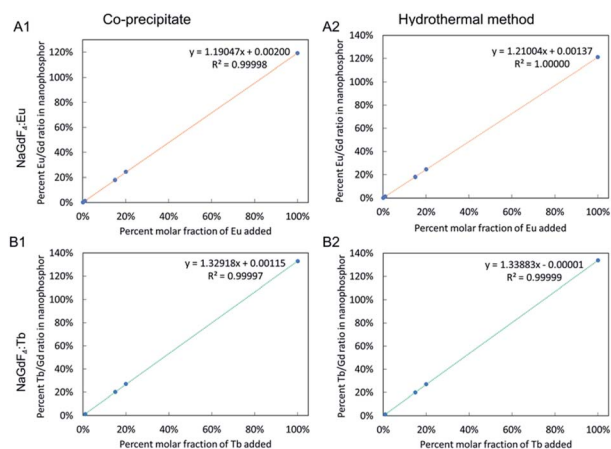 Co-precipitate
Hydrothermal method
A1
NaGdF₄:Eu
Percent Eu/Gd ratio in nanophosphor
120%
100%
80%
60%
40%
20%
0%
y = 1.19047x + 0.00200
R² = 0.99998
0% 20% 40% 60% 80% 100%
Percent molar fraction of Eu added
A2
Percent Eu/Gd ratio in nanophosphor
140%
120%
100%
80%
60%
40%
20%
0%
y = 1.21004x + 0.00137
R² = 1.00000
0% 20% 40% 60% 80% 100%
Percent molar fraction of Eu added
B1
NaGdF₄:Tb
Percent Tb/Gd ratio in nanophosphor
140%
120%
100%
80%
60%
40%
20%
0%
y = 1.32918x + 0.00115
R² = 0.99997
0% 20% 40% 60% 80% 100%
Percent molar fraction of Tb added
B2
Percent Tb/Gd ratio in nanophosphor
140%
120%
100%
80%
60%
40%
20%
0%
y = 1.33883x - 0.00001
R² = 0.99999
0% 20% 40% 60% 80% 100%
Percent molar fraction of Tb added